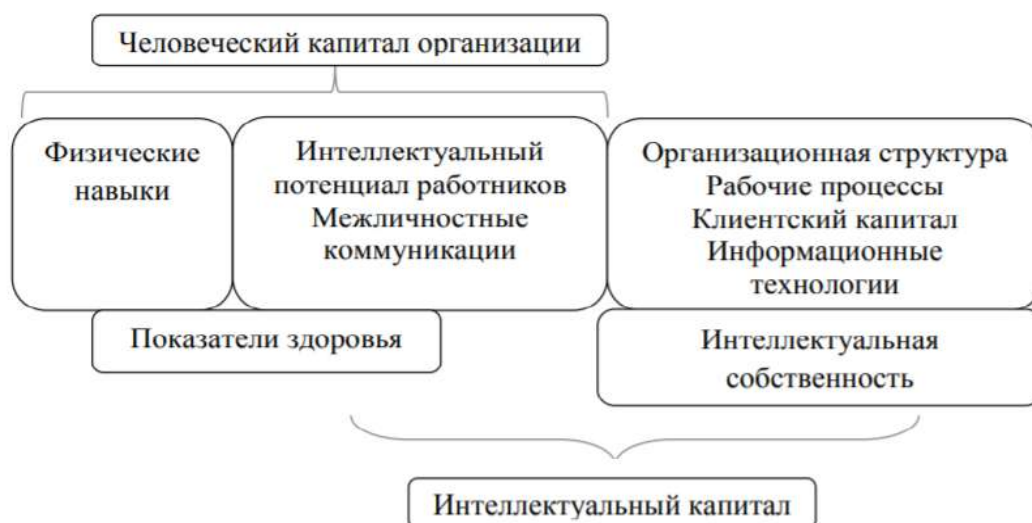 Человеческий капитал организации
Физические
навыки
Интеллектуальный
потенциал работников
Межличностные
коммуникации
Организационная структура
Рабочие процессы
Клиентский капитал
Информационные
технологии
Показатели здоровья
Интеллектуальная
собственность
Интеллектуальный капитал